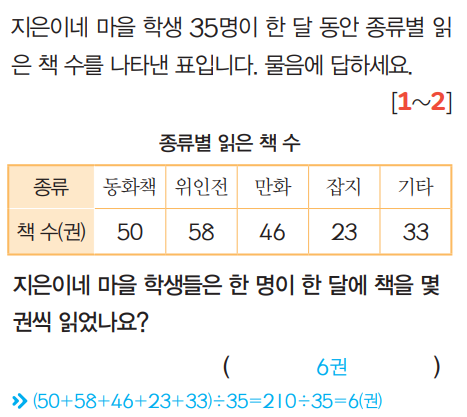 지은이네 마을 학생 35명이 한 달 동안 종류별 읽
은 책 수를 나타낸 표입니다. 물음에 답하세요.
[1~2]
종류별 읽은 책 수
종류 동화책 위인전 만화 잡지 기타
책 수(권) 50 58 46 23 33
지은이네 마을 학생들은 한 명이 한 달에 책을 몇
권씩 읽었나요?
( 6권 )
≫ (50+58+46+23+33)÷35=210÷35=6(권)